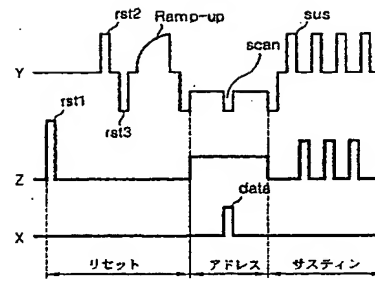 rst2
Ramp-up
sus
scan
Y
rst1
rst3
Z
data
X
リセット
アドレス
サスティン